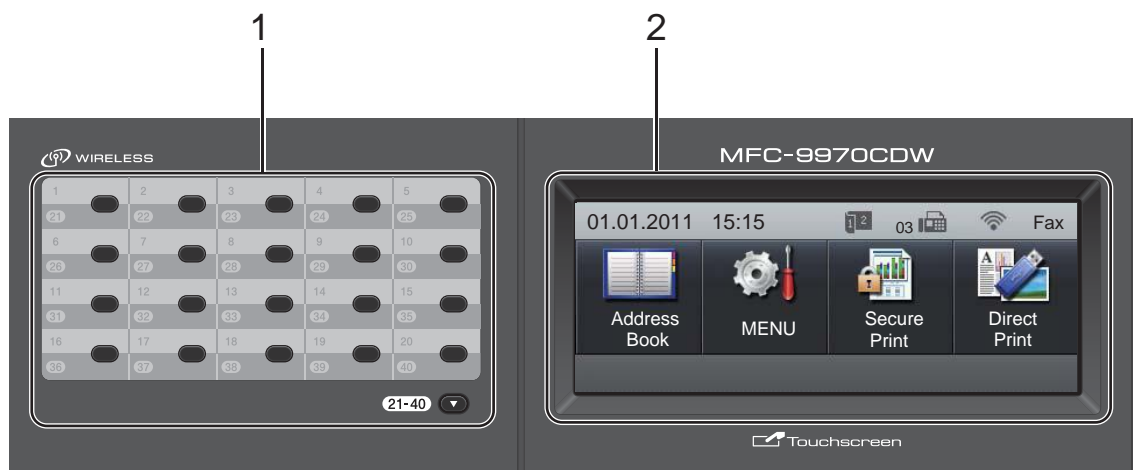 1 2
WIRELESS MFC-9970CDW
1 2 3 4 5
21 22 23 24 25
6 7 8 9 10
26 27 28 29 30
11 12 13 14 15
31 32 33 34 35
16 17 18 19 20
36 37 38 39 40
21-40
01.01.2011 15:15 1 2 03 Fax
A
Address Book
MENU
Secure Print
Direct Print
Touchscreen